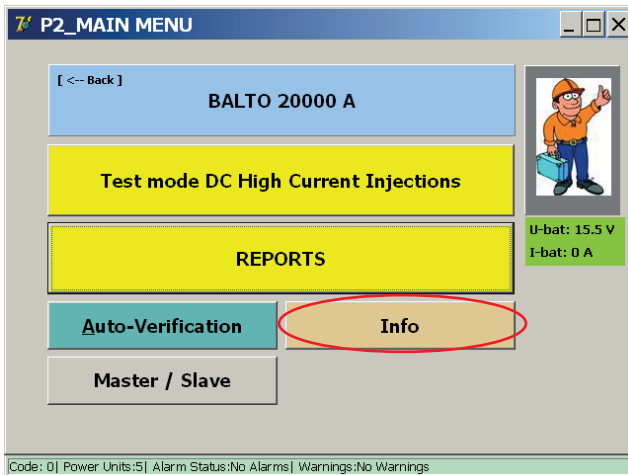 P2_MAIN MENU
[ <-- Back ]
BALTO 20000 A
Test mode DC High Current Injections
U-bat: 15.5 V
I-bat: 0 A
REPORTS
Auto-Verification
Info
Master / Slave
Code: 0| Power Units:5| Alarm Status:No Alarms| Warnings:No Warnings